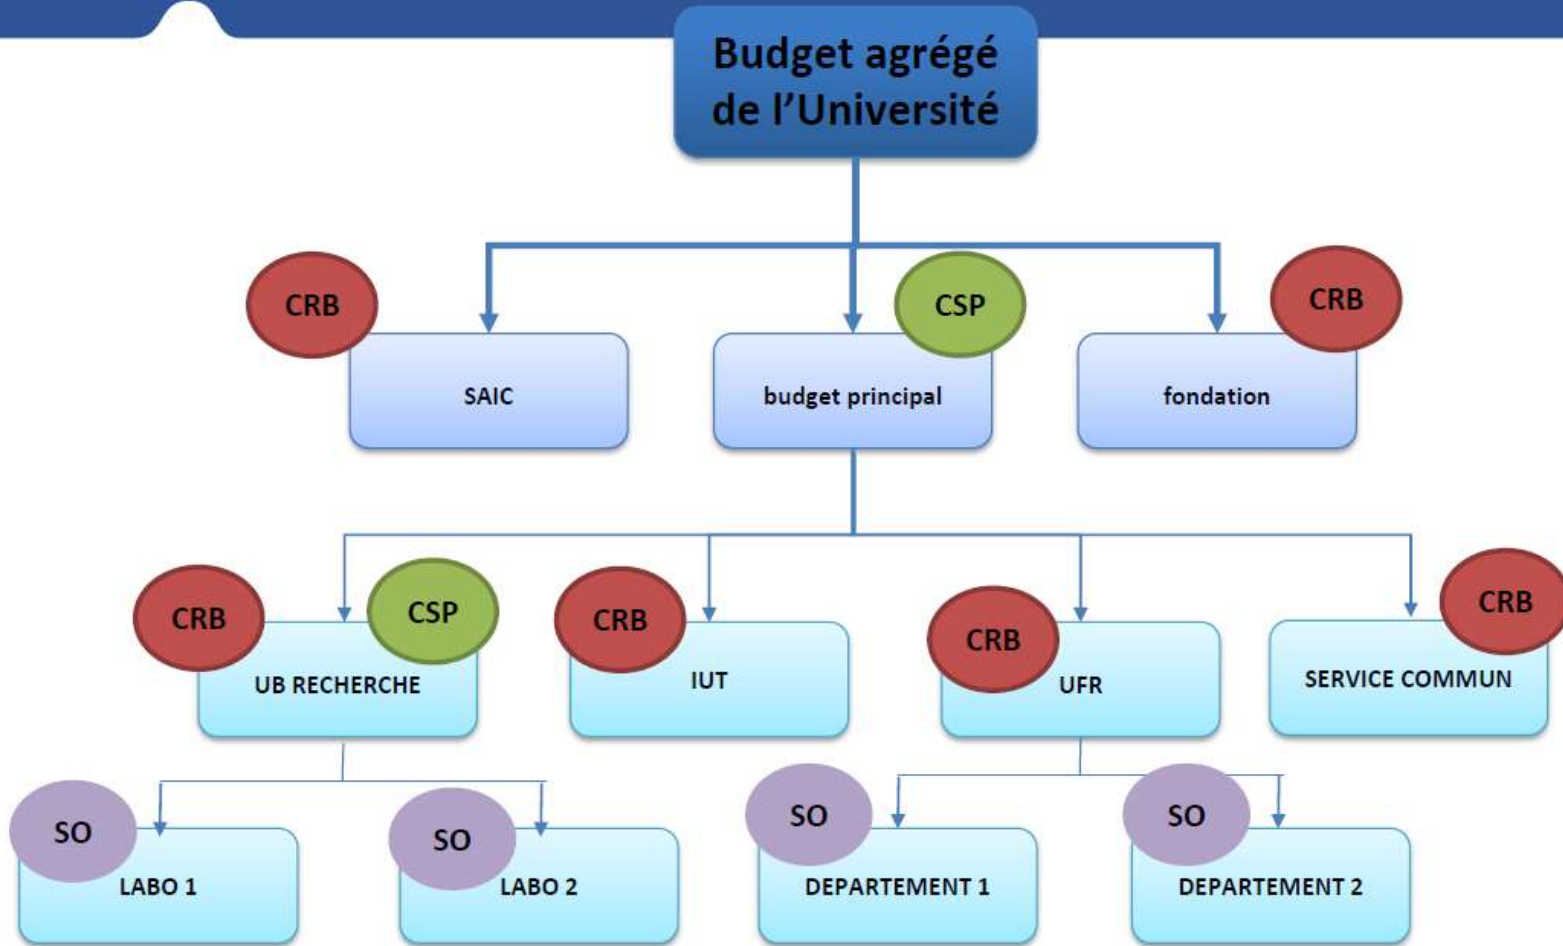 Budget agrégé
de l'Université
CRB
CSP
CRB
SAIC
budget principal
fondation
CRB
CSP
CRB
CRB
CRB
UB RECHERCHE
IUT
UFR
SERVICE COMMUN
SO
SO
SO
SO
LABO 1
LABO 2
DEPARTEMENT 1
DEPARTEMENT 2